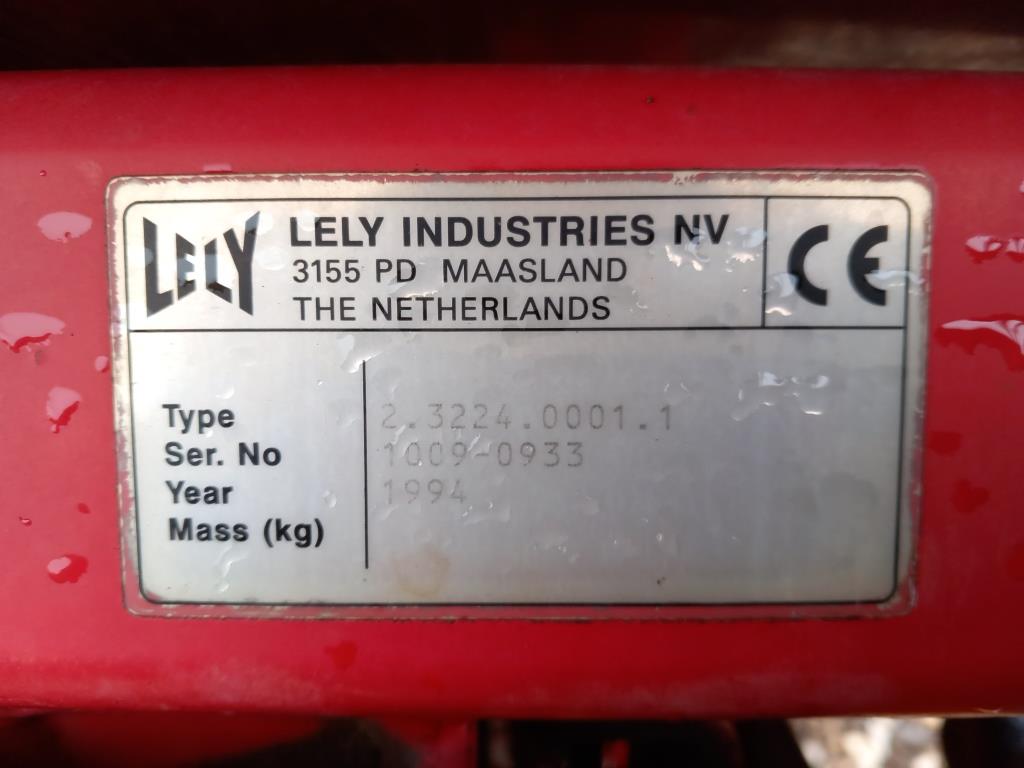 LELY
LELY INDUSTRIES NV
3155 PD MAASLAND
THE NETHERLANDS
CE
Type 2.3224.0001.1
Ser. No 1009-0933
Year 1994
Mass (kg)